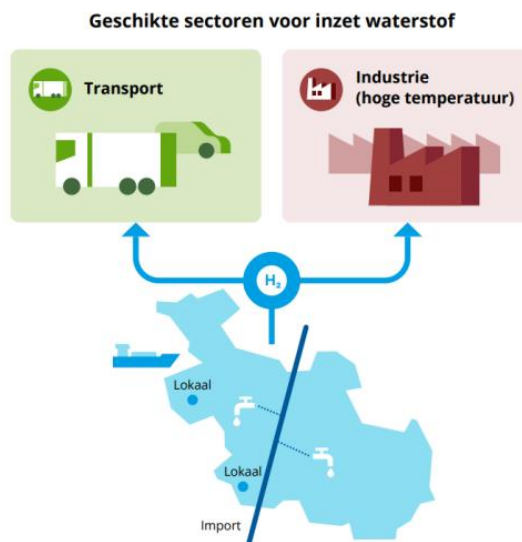 Geschikte sectoren voor inzet waterstof
Transport
Industrie
(hoge temperatuur)
H₂
Lokaal
Lokaal
Import